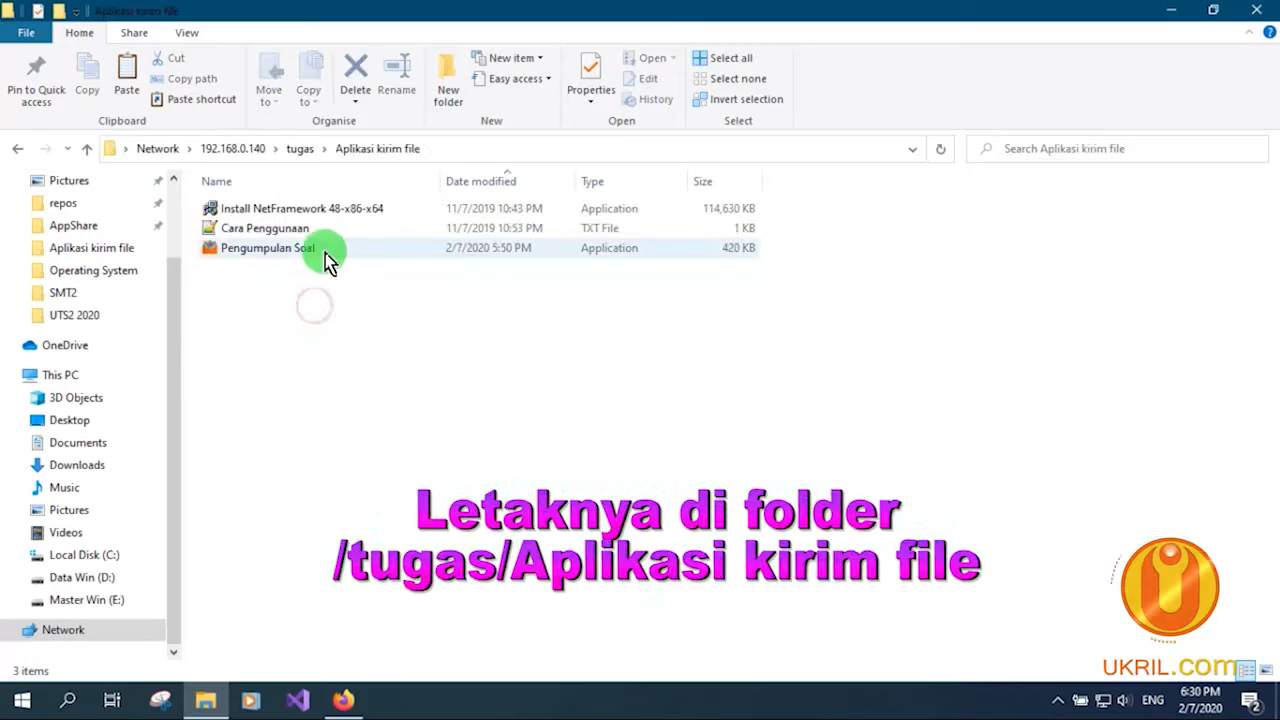 Aplikasi kirim file
File Home Share View
Pin to Quick access
Copy
Paste
Cut
Copy path
Paste shortcut
Clipboard
Move to
Copy to
Delete
Rename
Organise
New folder
New item
Easy access
New
Properties
Open
Edit
History
Open
Select all
Select none
Invert selection
Select
Network > 192.168.0.140 > tugas > Aplikasi kirim file
Search Aplikasi kirim file
Pictures
repos
AppShare
Aplikasi kirim file
Operating System
SMT2
UTS2 2020
OneDrive
This PC
3D Objects
Desktop
Documents
Downloads
Music
Pictures
Videos
Local Disk (C:)
Data Win (D:)
Master Win (E:)
Network
Name Date modified Type Size
Install NetFramework 48-x86-x64 11/7/2019 10:43 PM Application 114,630 KB
Cara Penggunaan 11/7/2019 10:53 PM TXT File 1 KB
Pengumpulan Soal 2/7/2020 5:50 PM Application 420 KB
Letaknya di folder
/tugas/Aplikasi kirim file
UKRIL.COM
3 items
ENG
6:30 PM
2/7/2020
2